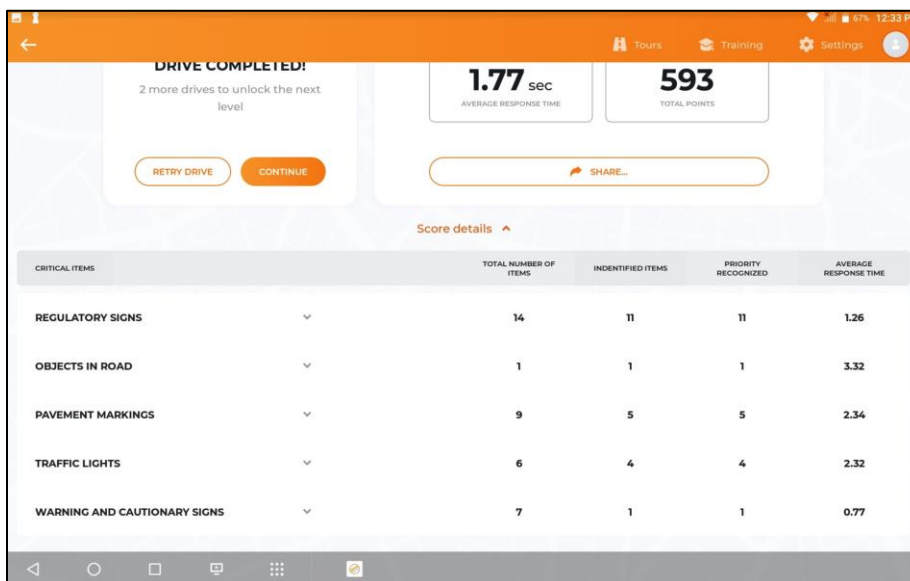 67% 12:33 P
Tours Training Settings
DRIVE COMPLETED!
2 more drives to unlock the next
level
RETRY DRIVE CONTINUE
1.77 sec
AVERAGE RESPONSE TIME
593
TOTAL POINTS
SHARE...
Score details
CRITICAL ITEMS TOTAL NUMBER OF ITEMS INDENTIFIED ITEMS PRIORITY RECOGNIZED AVERAGE RESPONSE TIME
REGULATORY SIGNS 14 11 11 1.26
OBJECTS IN ROAD 1 1 1 3.32
PAVEMENT MARKINGS 9 5 5 2.34
TRAFFIC LIGHTS 6 4 4 2.32
WARNING AND CAUTIONARY SIGNS 7 1 1 0.77